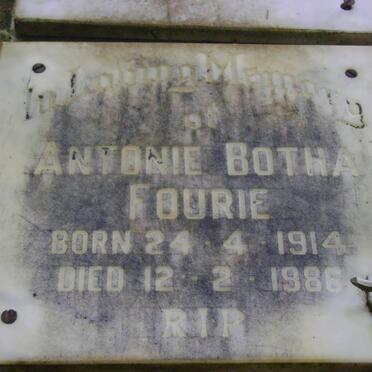 In Loving Memory
of
ANTONIE BOTHA
FOURIE
BORN 24 · 4 · 1914
DIED 12 · 2 · 1986
RIP